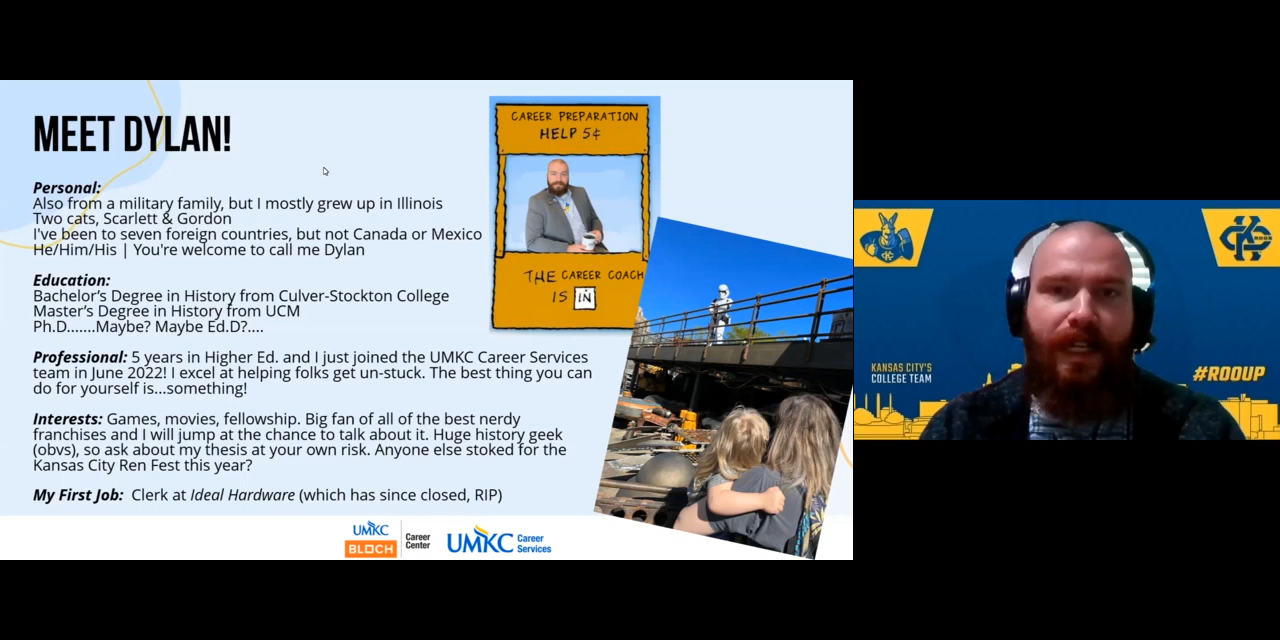 MEET DYLAN!
Personal:
Also from a military family, but I mostly grew up in Illinois
Two cats, Scarlett & Gordon
I've been to seven foreign countries, but not Canada or Mexico
He/Him/His | You're welcome to call me Dylan
Education:
Bachelor's Degree in History from Culver-Stockton College
Master's Degree in History from UCM
Ph.D.......Maybe? Maybe Ed.D?....
Professional: 5 years in Higher Ed. and I just joined the UMKC Career Services
team in June 2022! I excel at helping folks get un-stuck. The best thing you can
do for yourself is...something!
Interests: Games, movies, fellowship. Big fan of all of the best nerdy
franchises and I will jump at the chance to talk about it. Huge history geek
(obvs), so ask about my thesis at your own risk. Anyone else stoked for the
Kansas City Ren Fest this year?
My First Job: Clerk at Ideal Hardware (which has since closed, RIP)
CAREER PREPARATION
HELP 5¢
THE CAREER COACH
IS IN
UMKC
BLOCH
Career
Center
UMKC Career
Services
KC
KC
ROOS
KANSAS CITY'S
COLLEGE TEAM
#ROOUP